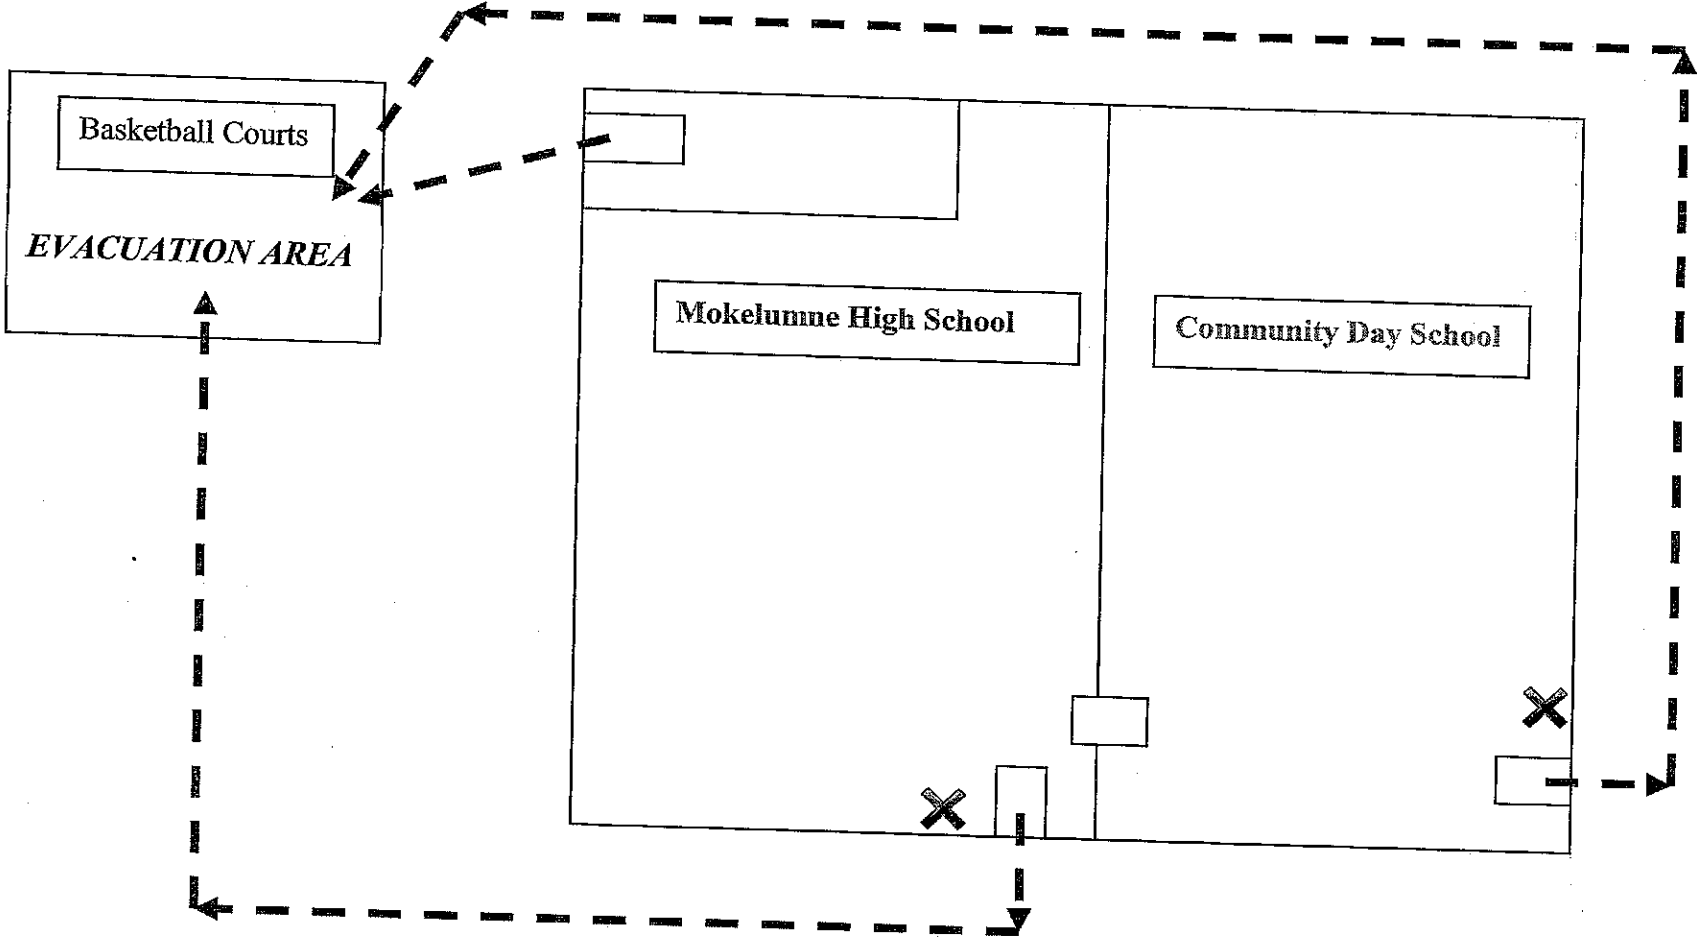 Basketball Courts
EVACUATION AREA
Mokelumne High School
Community Day School